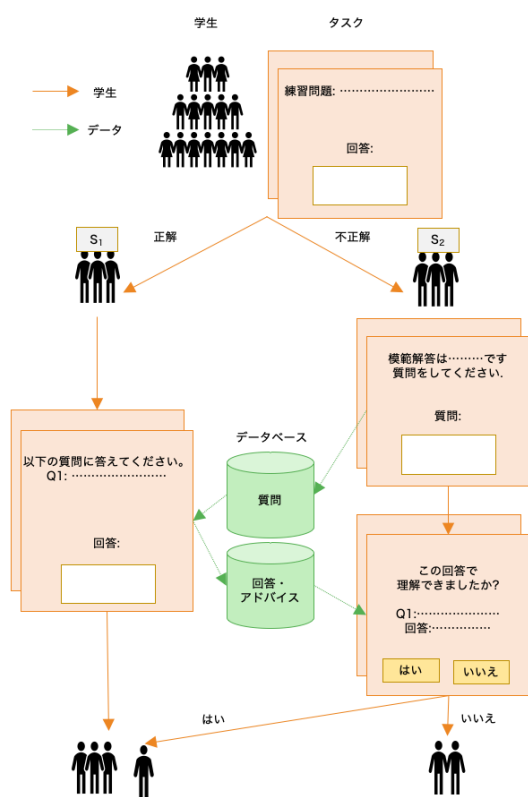 学生
タスク
学生
データ
練習問題: ........................
回答:
S1
正解
不正解
S2
模範解答は.........です
質問をしてください.
質問:
データベース
以下の質問に答えてください。
Q1: ........................
質問
回答:
回答・
アドバイス
この回答で
理解できましたか?
Q1:.....................
回答:...............
はい
いいえ
はい
いいえ